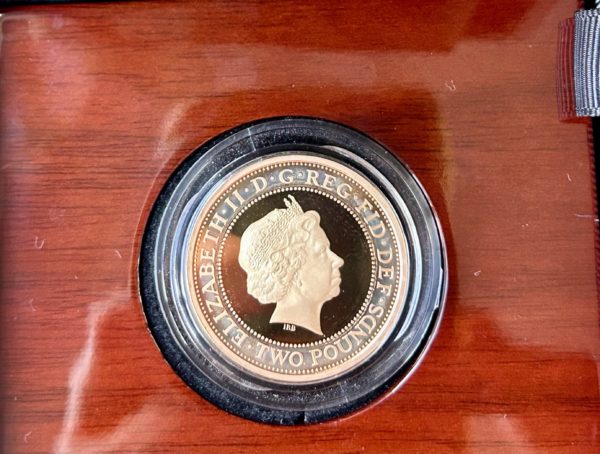 ELIZABETH·II·D·G·REG·FID·DEF
·TWO POUNDS·
IRB